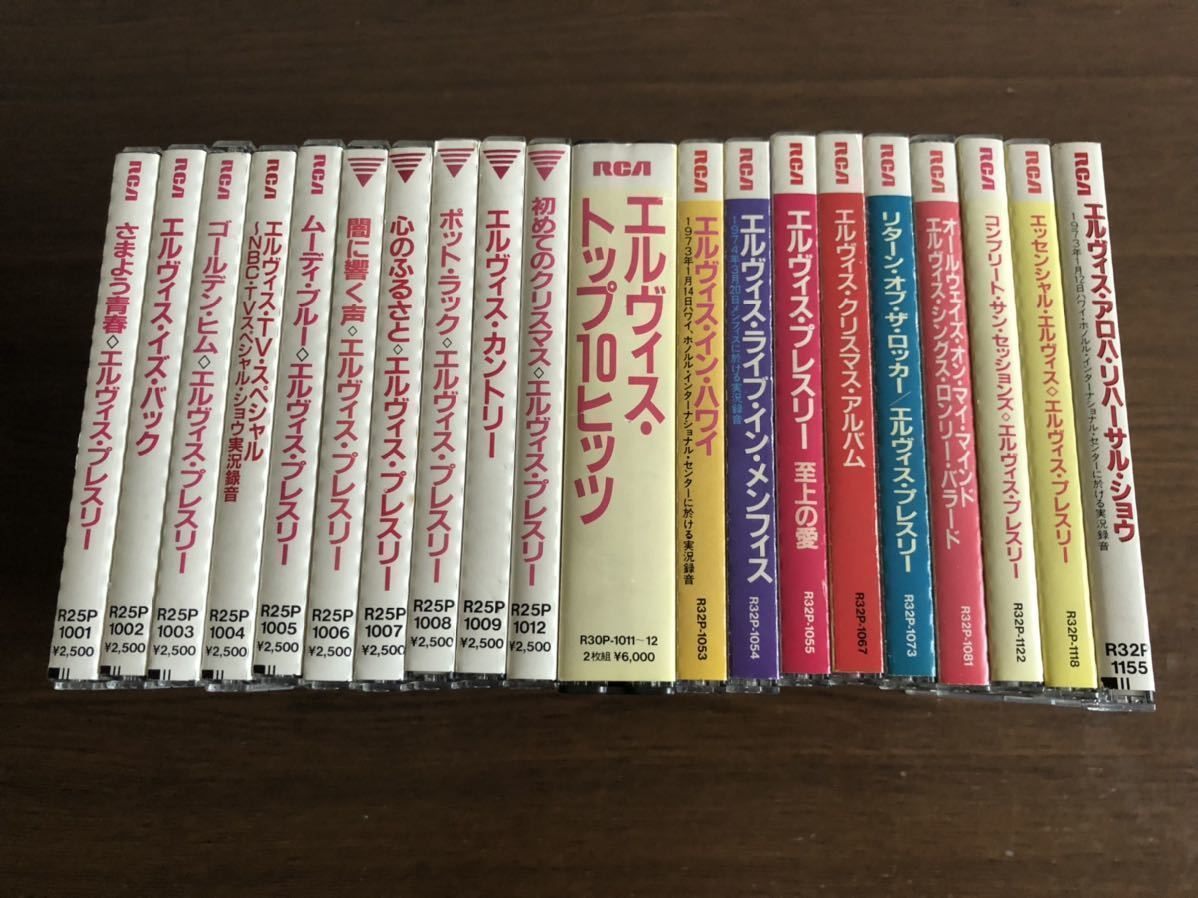 RCA
さまよう青春◇エルヴィス・プレスリー
R25P
1001
¥2,500
RCA
エルヴィス・イズ・バック
R25P
1002
¥2,500
RCA
ゴールデン・ヒム◇エルヴィス・プレスリー
R25P
1003
¥2,500
RCA
エルヴィス・TV・スペシャル
〜NBC-TVスペシャル・ショウ実況録音
R25P
1004
¥2,500
RCA
ムーディ・ブルー◇エルヴィス・プレスリー
R25P
1005
¥2,500
闇に響く声◇エルヴィス・プレスリー
R25P
1006
¥2,500
心のふるさと◇エルヴィス・プレスリー
R25P
1007
¥2,500
ポット・ラック◇エルヴィス・プレスリー
R25P
1008
¥2,500
エルヴィス・カントリー
R25P
1009
¥2,500
初めてのクリスマス◇エルヴィス・プレスリー
R25P
1012
¥2,500
RCA
エルヴィス・
トップ10ヒッツ
R30P-1011〜12
2枚組 ¥6,000
RCA
エルヴィス・イン・ハワイ
1973年1月14日ハワイ、ホノルル・インターナショナル・センターに於ける実況録音
R32P-1053
RCA
エルヴィス・ライブ・イン・メンフィス
1974年3月20日メンフィスに於ける実況録音
R32P-1054
RCA
エルヴィス・プレスリー 至上の愛
R32P-1055
RCA
エルヴィス・クリスマス・アルバム
R32P-1067
RCA
リターン・オブ・ザ・ロッカー/エルヴィス・プレスリー
R32P-1073
RCA
オールウェイズ・オン・マイ・マインド
エルヴィス・シングス・ロンリー・バラード
R32P-1081
RCA
コンプリート・サン・セッションズ◇エルヴィス・プレスリー
R32P-1122
RCA
エッセンシャル・エルヴィス◇エルヴィス・プレスリー
R32P-1118
RCA
エルヴィス・アロハ・リハーサル・ショウ
1973年1月12日ハワイ・ホノルル・インターナショナル・センターに於ける実況録音
R32P
1155